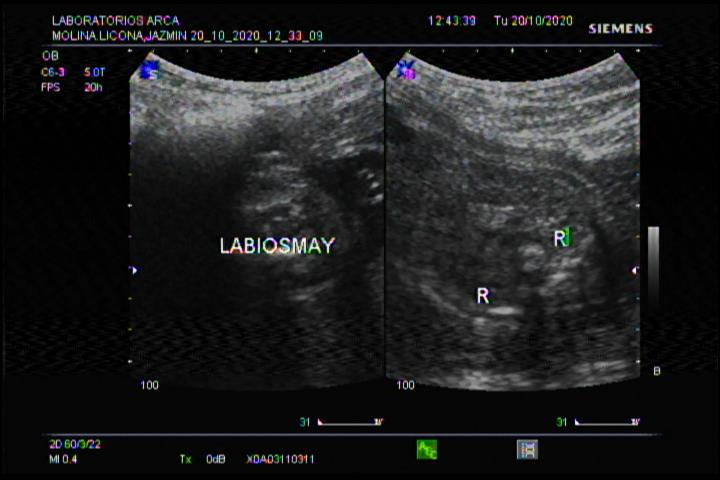 LABORATORIOS ARCA
12:43:39 Tu 20/10/2020
SIEMENS
MOLINA LICONA,JAZMIN 20_10_2020_12_33_09
OB
C6-3 5.0T
FPS 20h
S
LABIOSMAY
R
R
B
100
100
31
31
2D 60/3/22
MI 0.4 Tx 0dB X0A03110311